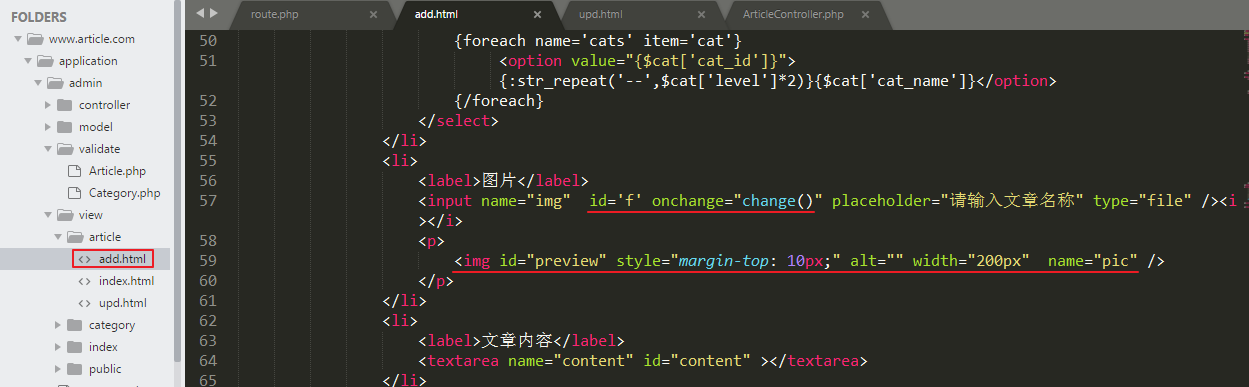 FOLDERS
www.article.com
application
admin
controller
model
validate
Article.php
Category.php
view
article
add.html
index.html
upd.html
category
index
public
route.php × add.html × upd.html × ArticleController.php ×
50 {foreach name='cats' item='cat'}
51 <option value="{$cat['cat_id']}">
{:str_repeat('--',$cat['level']*2)}{$cat['cat_name']}</option>
52 {/foreach}
53 </select>
54 </li>
55 <li>
56 <label>图片</label>
57 <input name="img"  id='f' onchange="change()" placeholder="请输入文章名称" type="file" /><i
></i>
58 <p>
59 <img id="preview" style="margin-top: 10px;" alt="" width="200px"  name="pic" />
60 </p>
61 </li>
62 <li>
63 <label>文章内容</label>
64 <textarea name="content" id="content" ></textarea>
65 </li>